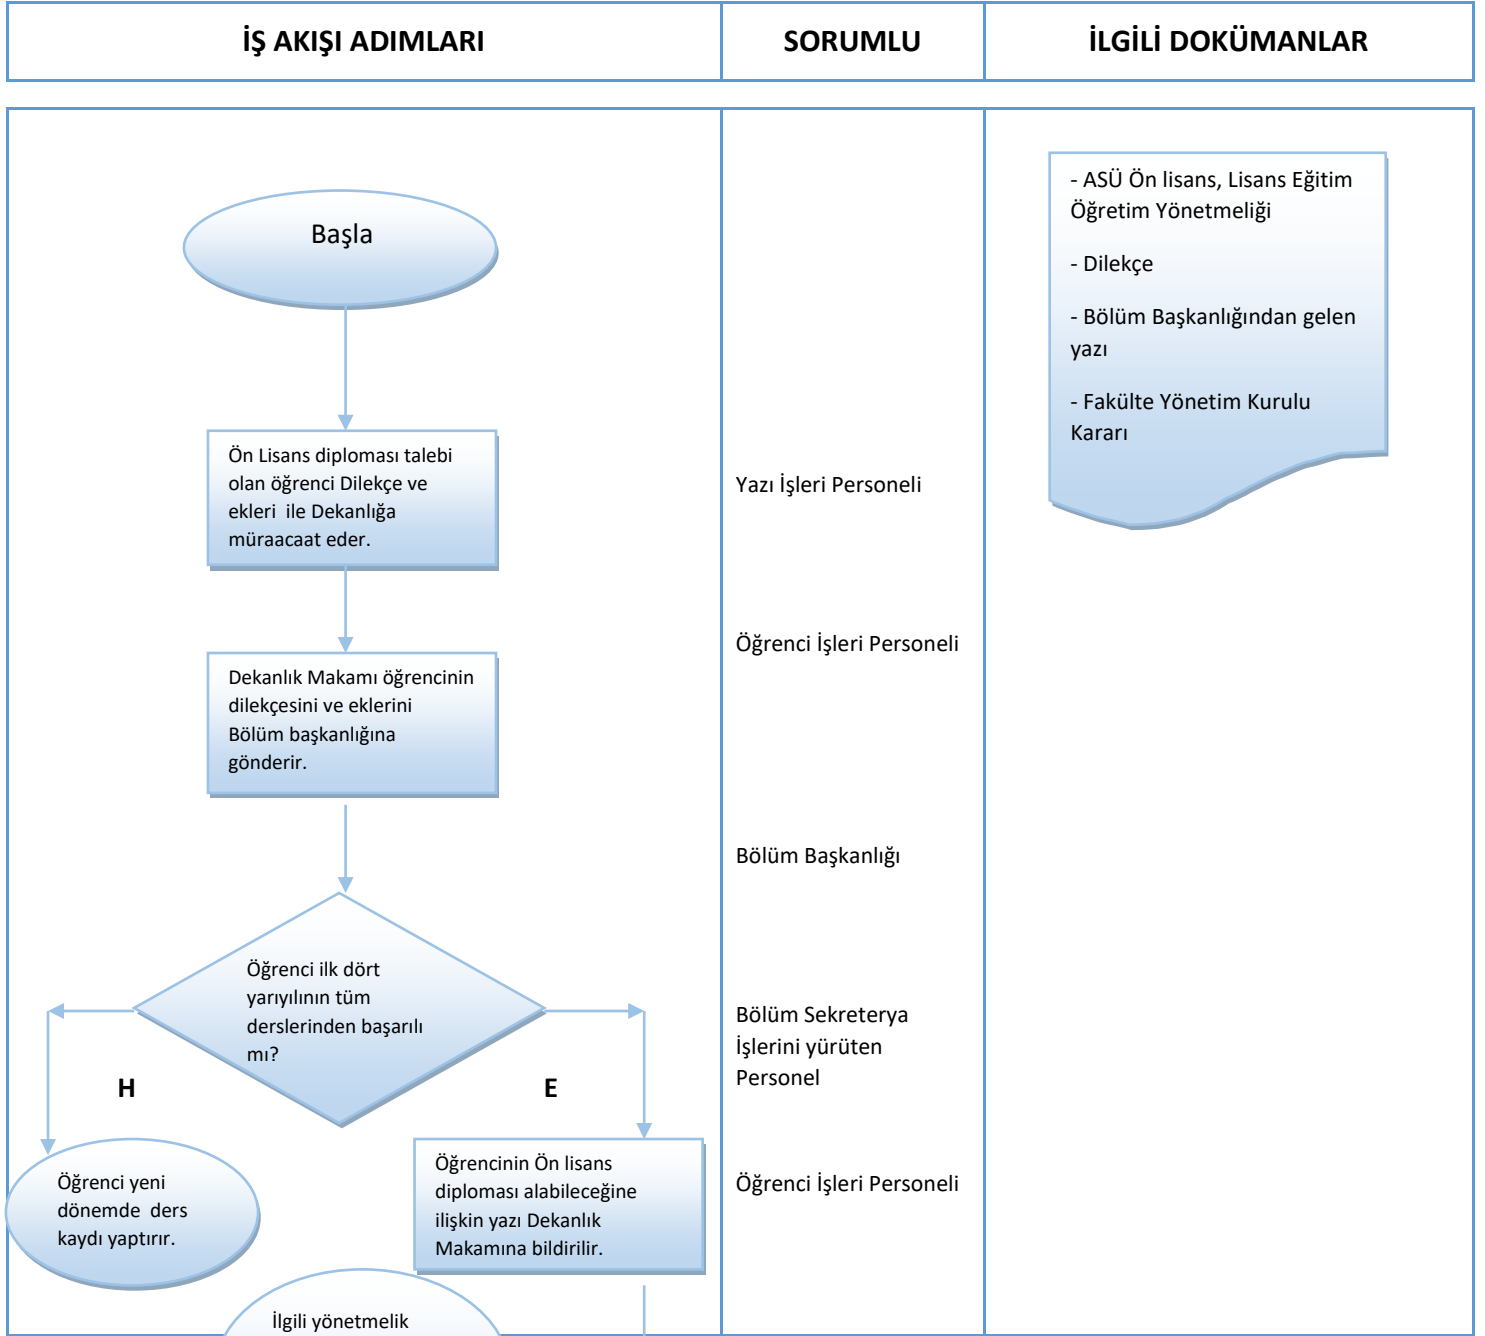 İŞ AKIŞI ADIMLARI
SORUMLU
İLGİLİ DOKÜMANLAR
Başla
Ön Lisans diploması talebi
olan öğrenci Dilekçe ve
ekleri  ile Dekanlığa
müraacaat eder.
Dekanlık Makamı öğrencinin
dilekçesini ve eklerini
Bölüm başkanlığına
gönderir.
Öğrenci ilk dört
yarıyılının tüm
derslerinden başarılı
mı?
H
E
Öğrenci yeni
dönemde  ders
kaydı yaptırır.
Öğrencinin Ön lisans
diploması alabileceğine
ilişkin yazı Dekanlık
Makamına bildirilir.
İlgili yönetmelik
Yazı İşleri Personeli
Öğrenci İşleri Personeli
Bölüm Başkanlığı
Bölüm Sekreterya
İşlerini yürüten
Personel
Öğrenci İşleri Personeli
- ASÜ Ön lisans, Lisans Eğitim
Öğretim Yönetmeliği
- Dilekçe
- Bölüm Başkanlığından gelen
yazı
- Fakülte Yönetim Kurulu
Kararı